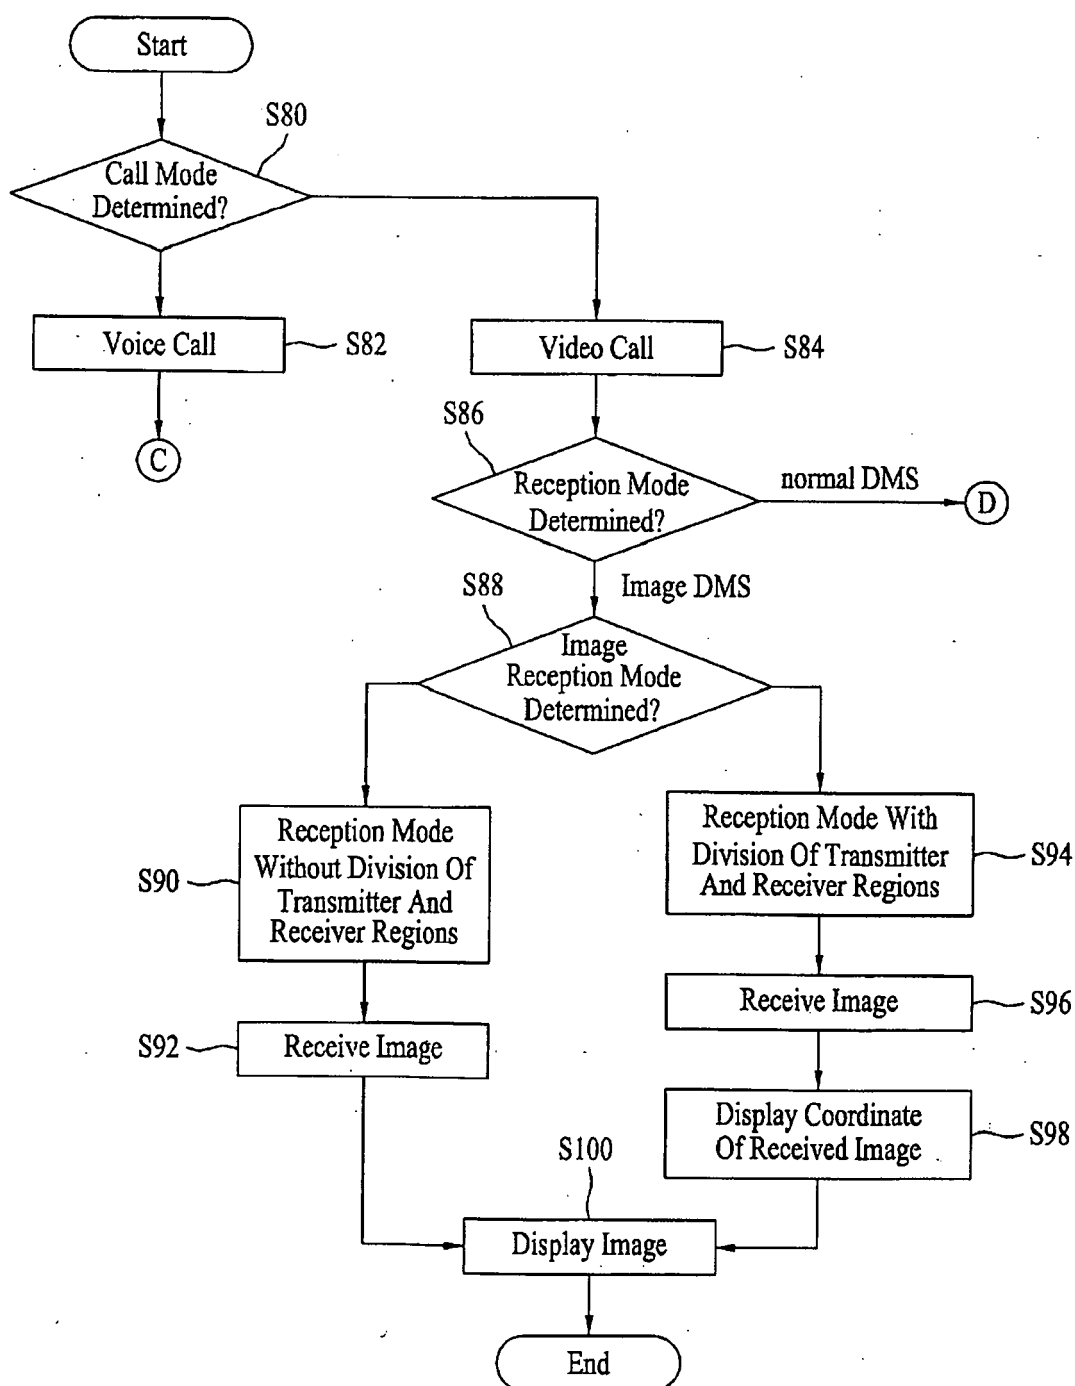 Start
S80
Call Mode
Determined?
Voice Call
S82
Video Call
S84
C
S86
Reception Mode
Determined?
normal DMS
D
Image DMS
S88
Image
Reception Mode
Determined?
S90
Reception Mode
Without Division Of
Transmitter And
Receiver Regions
Reception Mode With
Division Of Transmitter
And Receiver Regions
S94
S92
Receive Image
Receive Image
S96
Display Coordinate
Of Received Image
S98
S100
Display Image
End